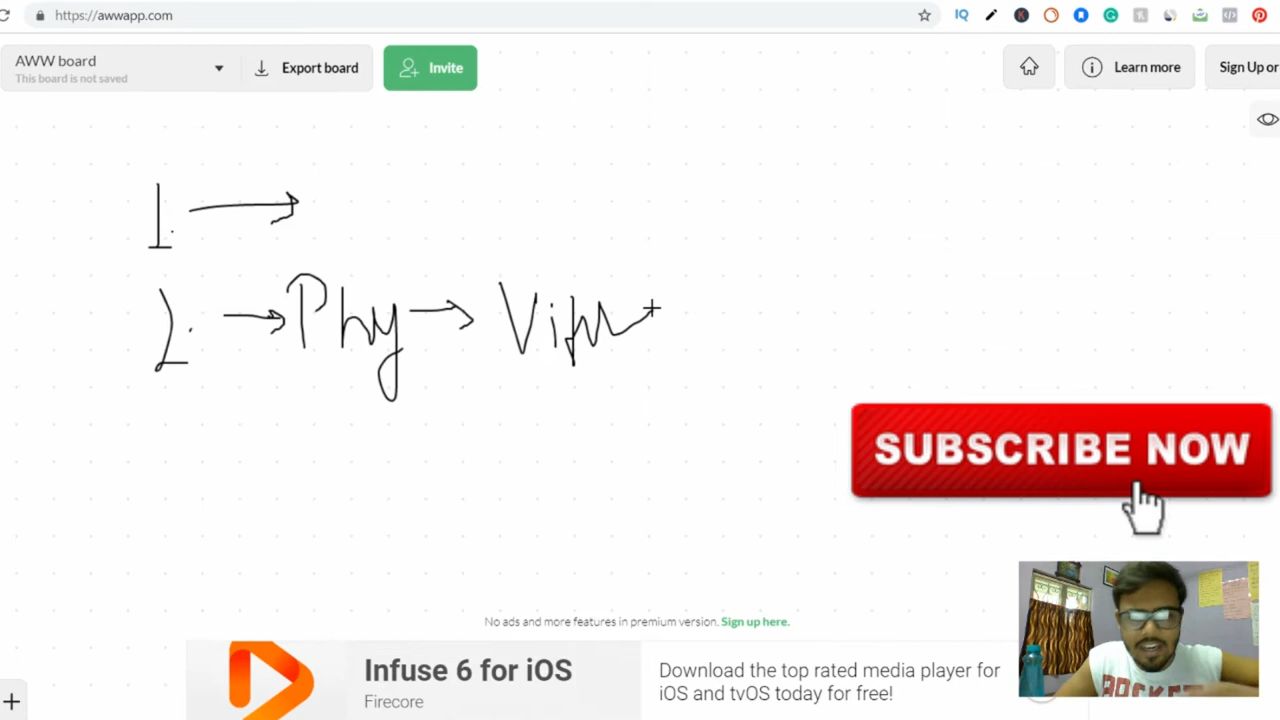 https://awwapp.com
AWW board
This board is not saved
Export board
Invite
Learn more
Sign Up or
1.
2. Phy
SUBSCRIBE NOW
No ads and more features in premium version. Sign up here.
Infuse 6 for iOS
Firecore
Download the top rated media player for
iOS and tvOS today for free!